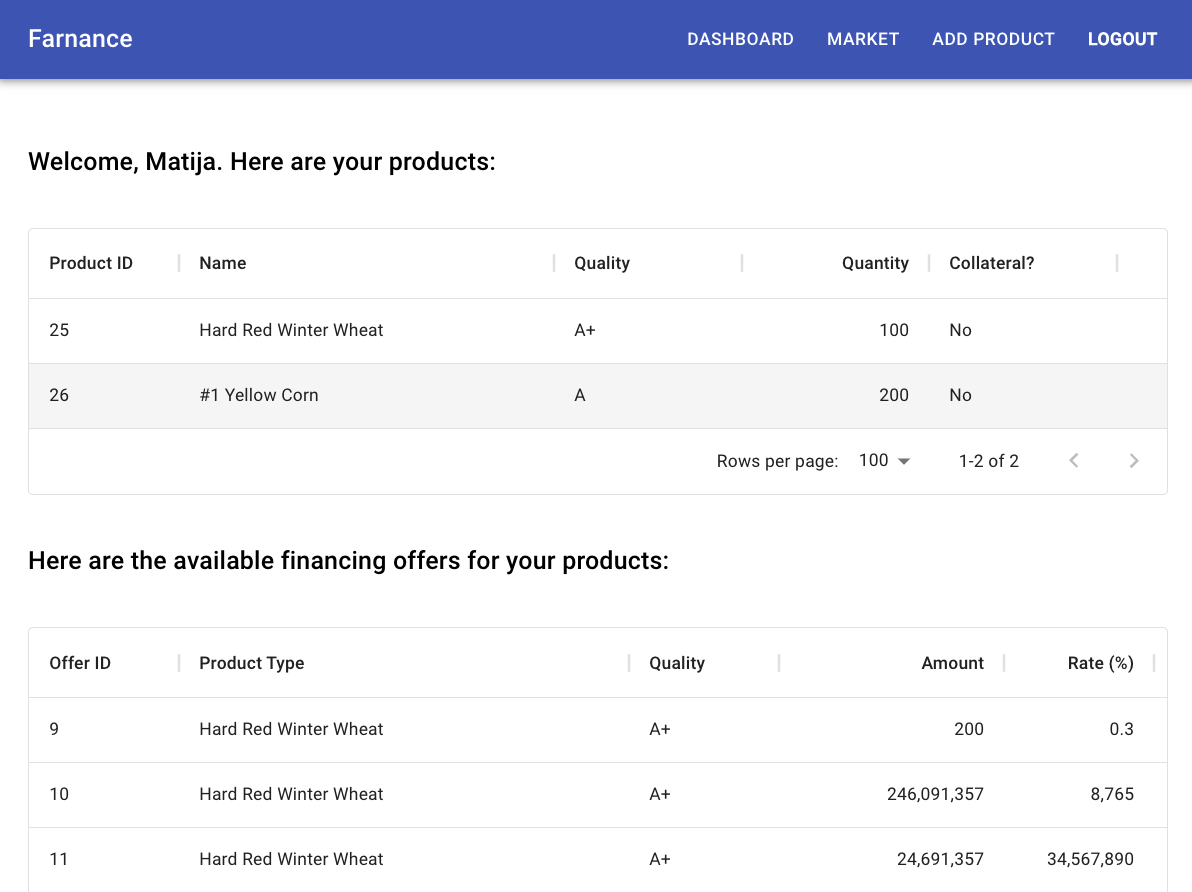 Farnance DASHBOARD MARKET ADD PRODUCT LOGOUT
Welcome, Matija. Here are your products:
Product ID Name Quality Quantity Collateral?
25 Hard Red Winter Wheat A+ 100 No
26 #1 Yellow Corn A 200 No
Rows per page: 100 1-2 of 2
Here are the available financing offers for your products:
Offer ID Product Type Quality Amount Rate (%)
9 Hard Red Winter Wheat A+ 200 0.3
10 Hard Red Winter Wheat A+ 246,091,357 8,765
11 Hard Red Winter Wheat A+ 24,691,357 34,567,890